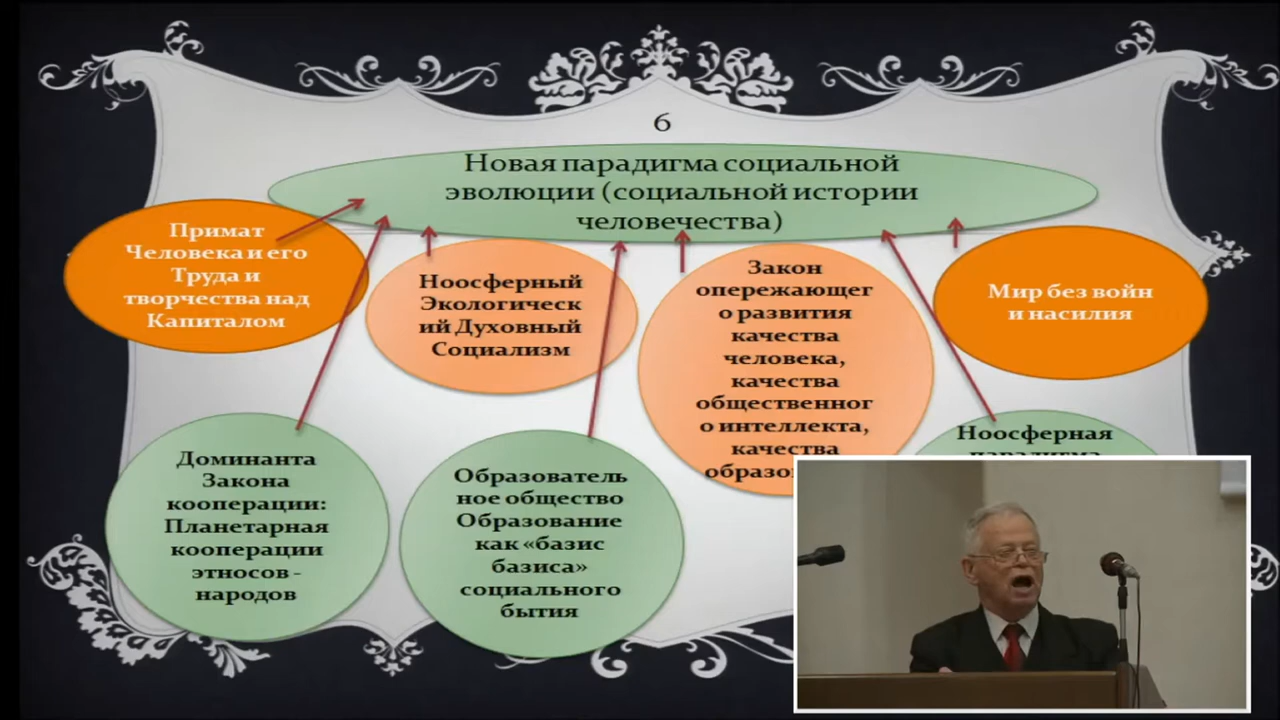 6
Новая парадигма социальной
эволюции (социальной истории
человечества)
Примат
Человека и его
Труда и
творчества над
Капиталом
Ноосферный
Экологическ
ий Духовный
Социализм
Закон
опережающег
о развития
качества
человека,
качества
общественног
о интеллекта,
качества
Мир без войн
и насилия
Доминанта
Закона
кооперации:
Планетарная
кооперации
этносов -
народов
Образователь
ное общество
Образование
как «базис
базиса»
социального
бытия
Ноосферная
парадигма